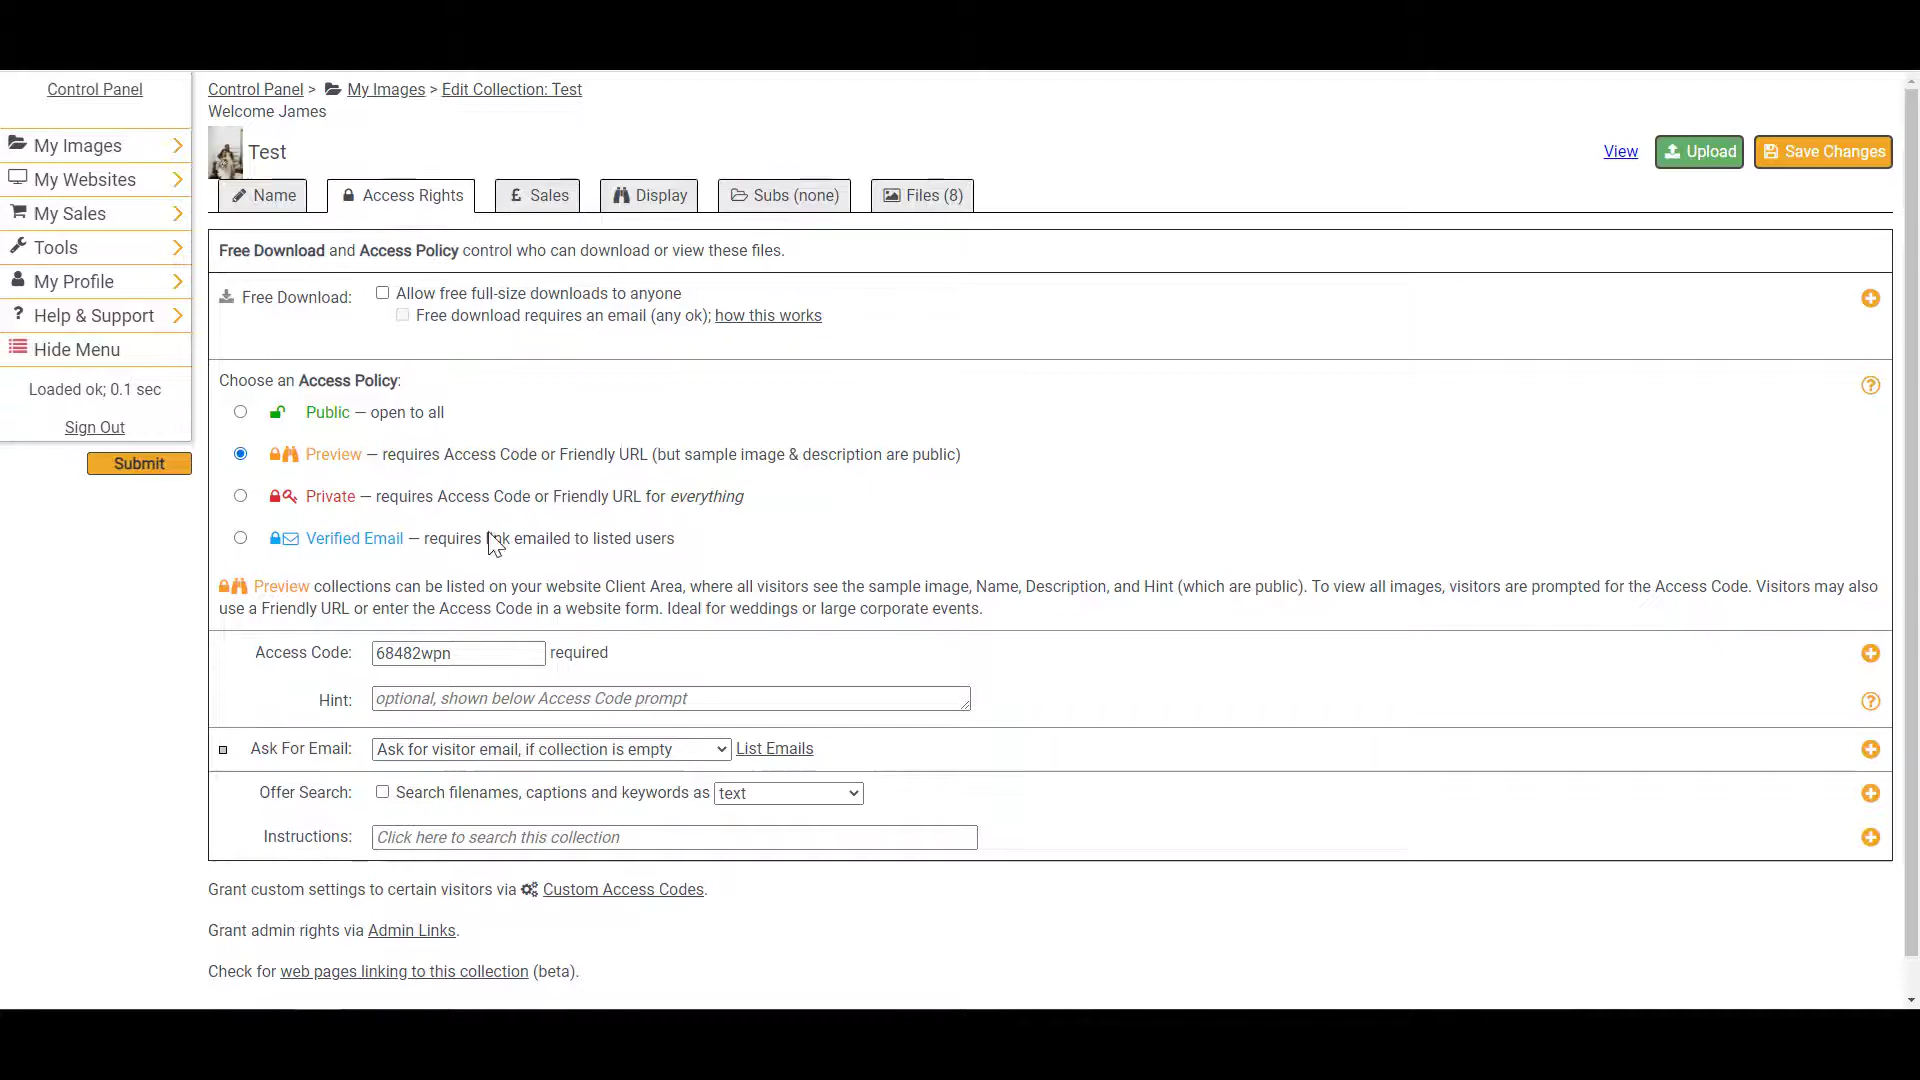 Control Panel
My Images
My Websites
My Sales
Tools
My Profile
? Help & Support
Hide Menu
Loaded ok; 0.1 sec
Sign Out
Submit
Control Panel > My Images > Edit Collection: Test
Welcome James
Test
View Upload Save Changes
Name Access Rights £ Sales Display Subs (none) Files (8)
Free Download and Access Policy control who can download or view these files.
Free Download: Allow free full-size downloads to anyone
Free download requires an email (any ok); how this works
Choose an Access Policy:
Public — open to all
Preview — requires Access Code or Friendly URL (but sample image & description are public)
Private — requires Access Code or Friendly URL for everything
Verified Email — requires link emailed to listed users
Preview collections can be listed on your website Client Area, where all visitors see the sample image, Name, Description, and Hint (which are public). To view all images, visitors are prompted for the Access Code. Visitors may also
use a Friendly URL or enter the Access Code in a website form. Ideal for weddings or large corporate events.
Access Code: 68482wpn required
Hint: optional, shown below Access Code prompt
Ask For Email: Ask for visitor email, if collection is empty List Emails
Offer Search: Search filenames, captions and keywords as text
Instructions: Click here to search this collection
Grant custom settings to certain visitors via Custom Access Codes.
Grant admin rights via Admin Links.
Check for web pages linking to this collection (beta).